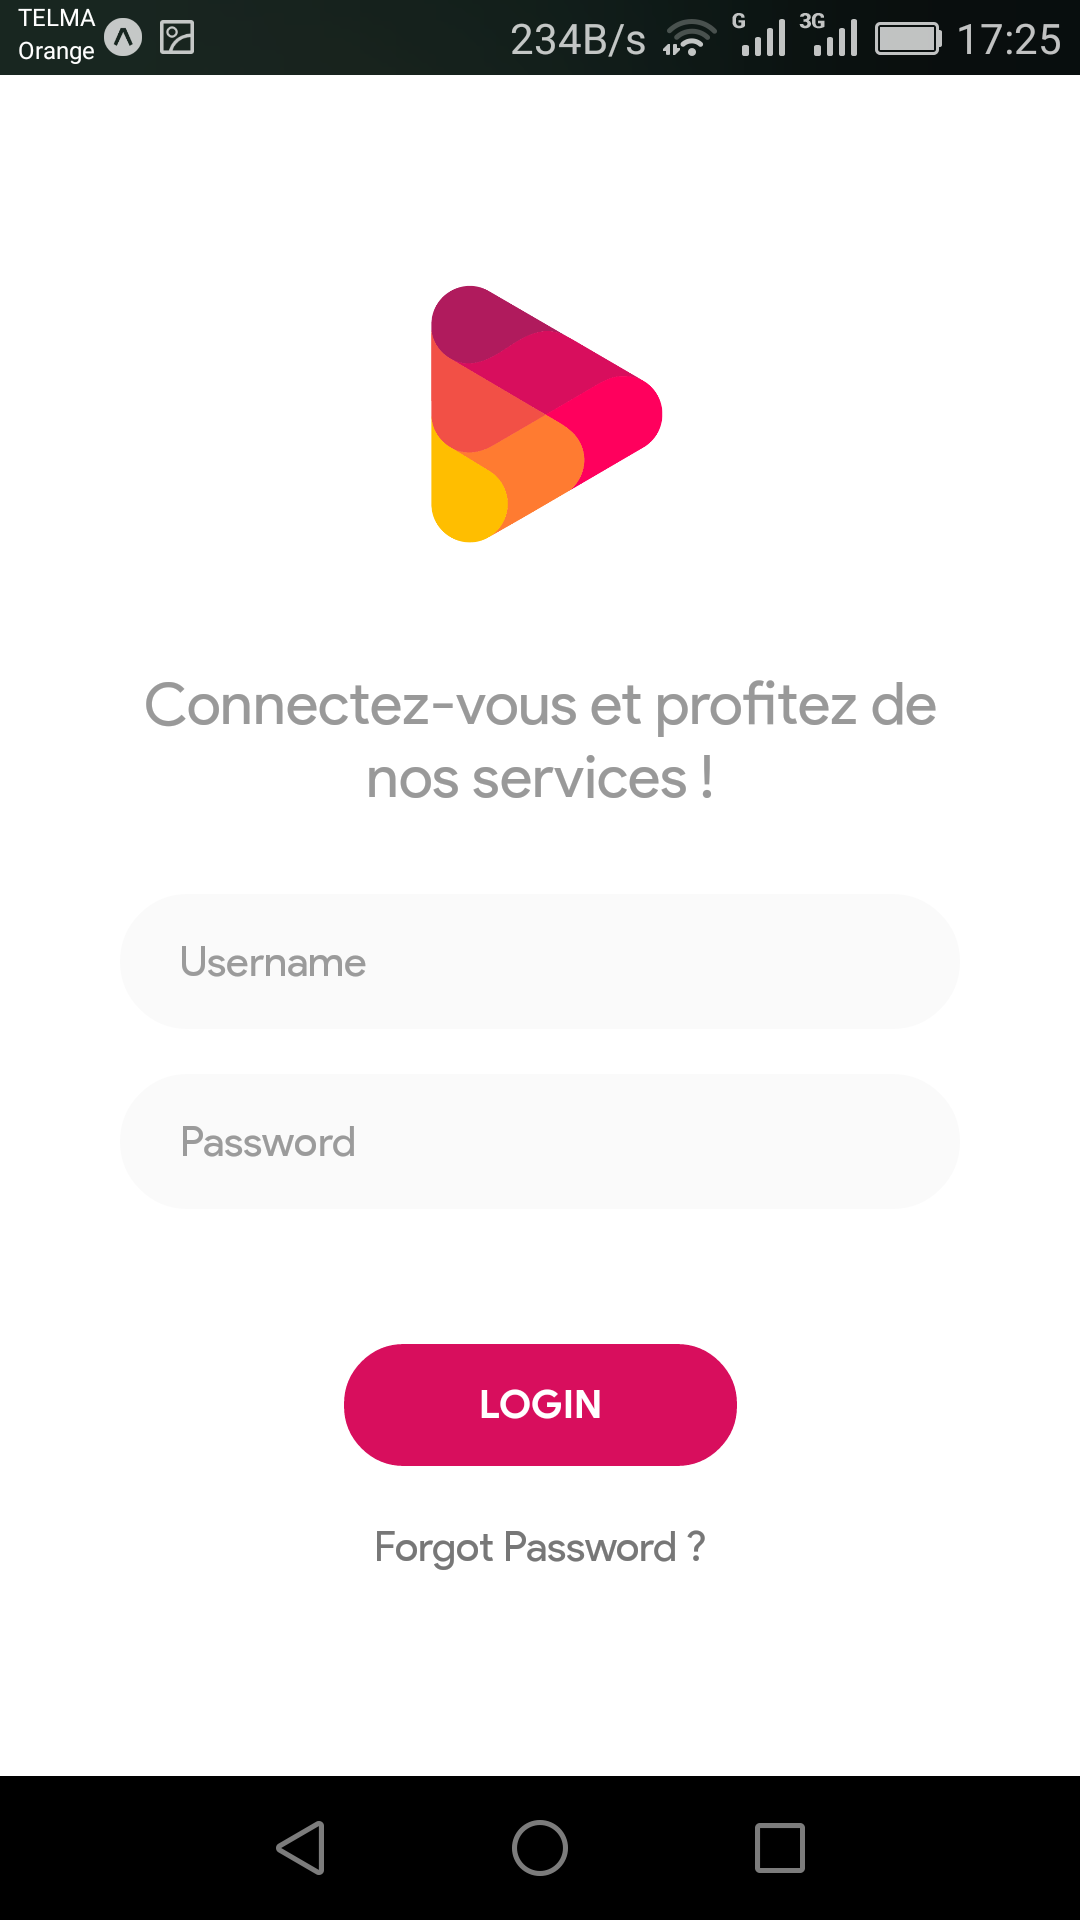 TELMA
Orange
234B/s G 3G 17:25
Connectez-vous et profitez de
nos services !
Username
Password
LOGIN
Forgot Password ?